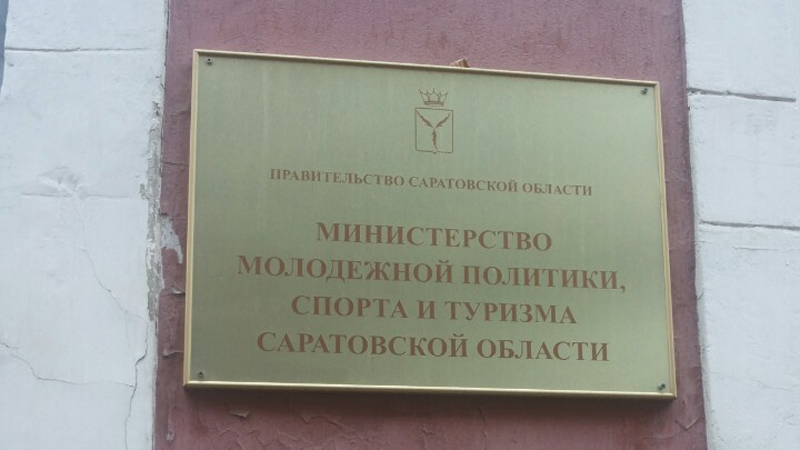 ПРАВИТЕЛЬСТВО САРАТОВСКОЙ ОБЛАСТИ
МИНИСТЕРСТВО
МОЛОДЕЖНОЙ ПОЛИТИКИ,
СПОРТА И ТУРИЗМА
САРАТОВСКОЙ ОБЛАСТИ